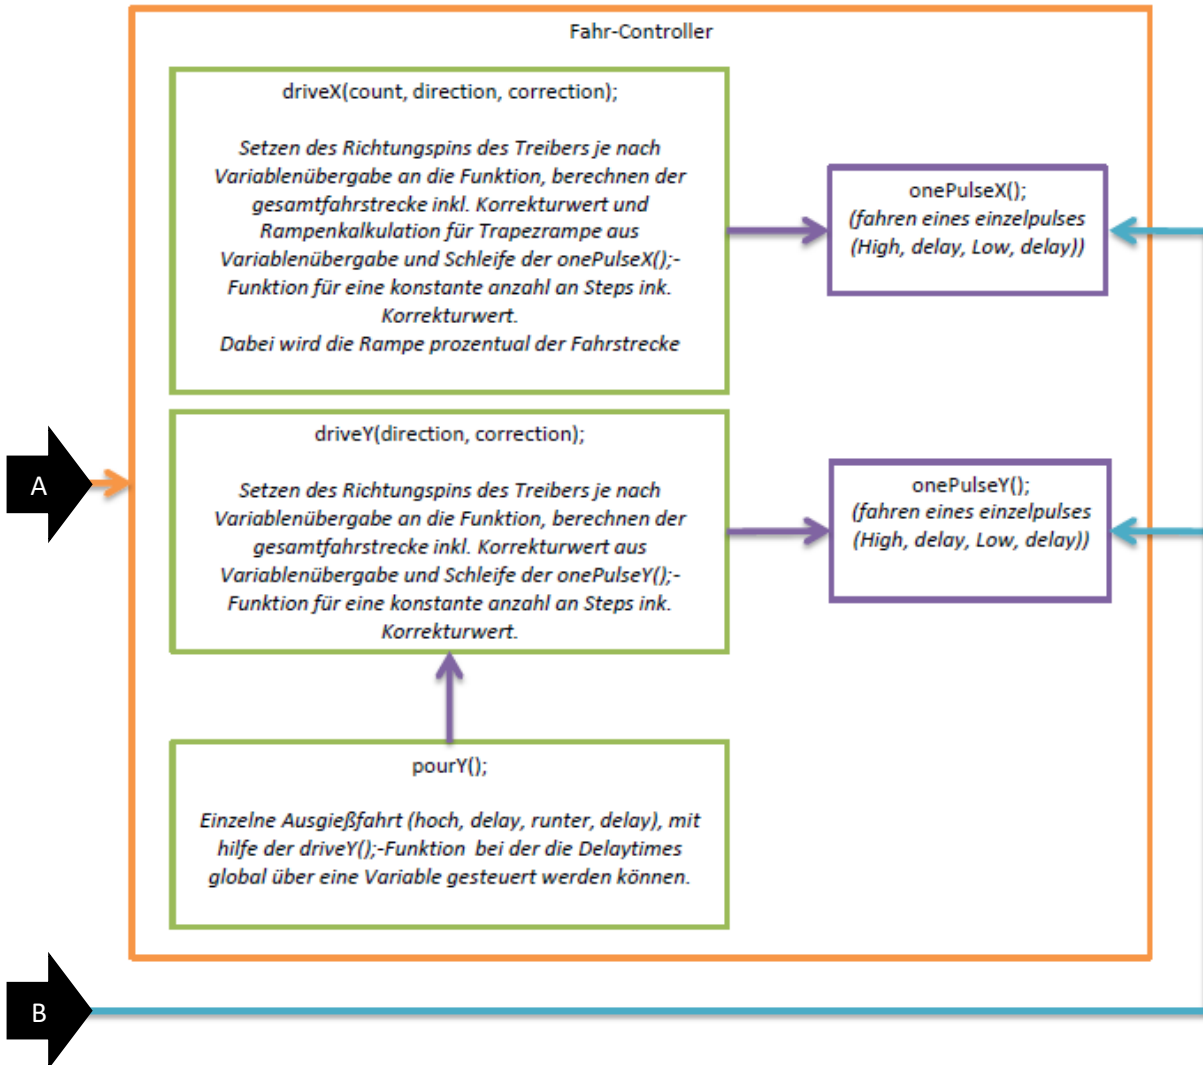 Fahr-Controller
driveX(count, direction, correction);
Setzen des Richtungspins des Treibers je nach
Variablenübergabe an die Funktion, berechnen der
gesamtfahrstrecke inkl. Korrekturwert und
Rampenkalkulation für Trapezrampe aus
Variablenübergabe und Schleife der onePulseX();-
Funktion für eine konstante anzahl an Steps ink.
Korrekturwert.
Dabei wird die Rampe prozentual der Fahrstrecke
onePulseX();
(fahren eines einzelpulses
(High, delay, Low, delay))
driveY(direction, correction);
Setzen des Richtungspins des Treibers je nach
Variablenübergabe an die Funktion, berechnen der
gesamtfahrstrecke inkl. Korrekturwert aus
Variablenübergabe und Schleife der onePulseY();-
Funktion für eine konstante anzahl an Steps ink.
Korrekturwert.
onePulseY();
(fahren eines einzelpulses
(High, delay, Low, delay))
A
pourY();
Einzelne Ausgießfahrt (hoch, delay, runter, delay), mit
hilfe der driveY();-Funktion bei der die Delaytimes
global über eine Variable gesteuert werden können.
B